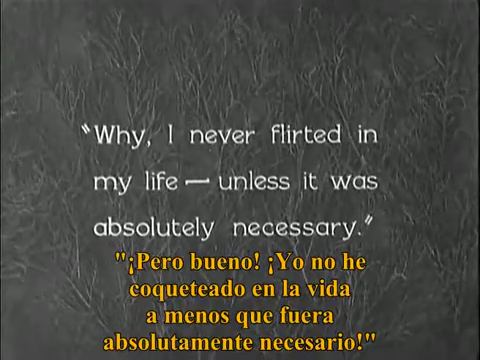 “Why, I never flirted in
my life — unless it was
absolutely necessary.”
"¡Pero bueno! ¡Yo no he
coqueteado en la vida
a menos que fuera
absolutamente necesario!"